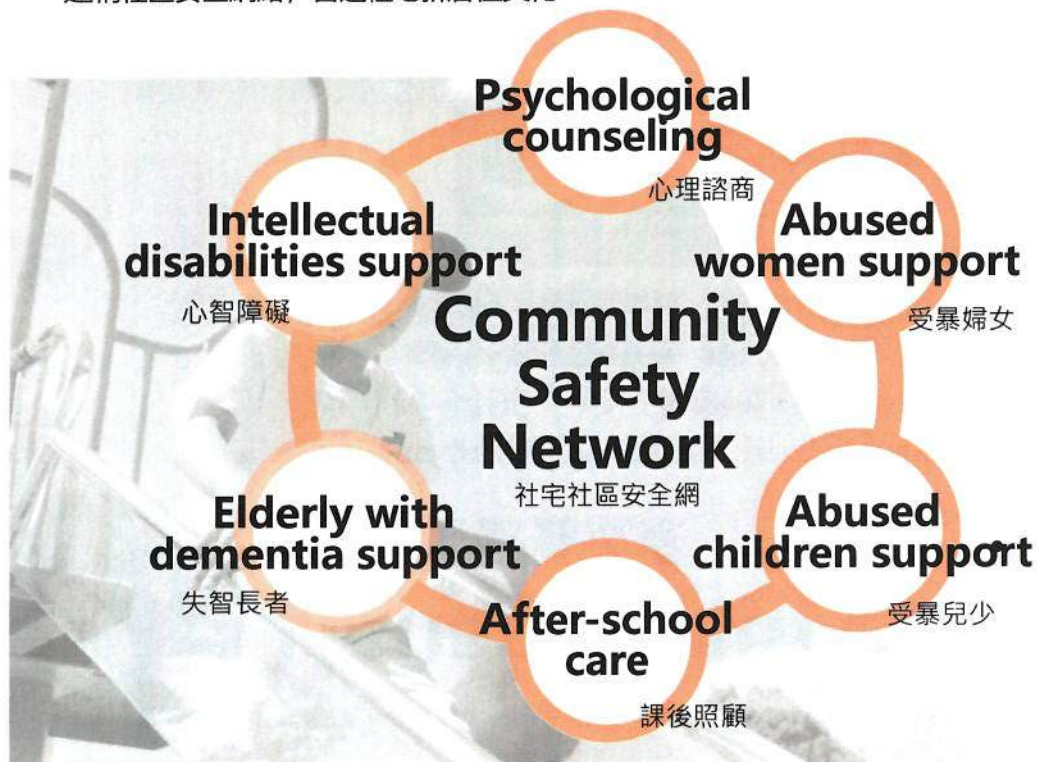 Psychological
counseling
心理諮商
Intellectual
disabilities support
心智障礙
Abused
women support
受暴婦女
Community
Safety
Network
社宅社區安全網
Elderly with
dementia support
失智長者
Abused
children support
受暴兒少
After-school
care
課後照顧